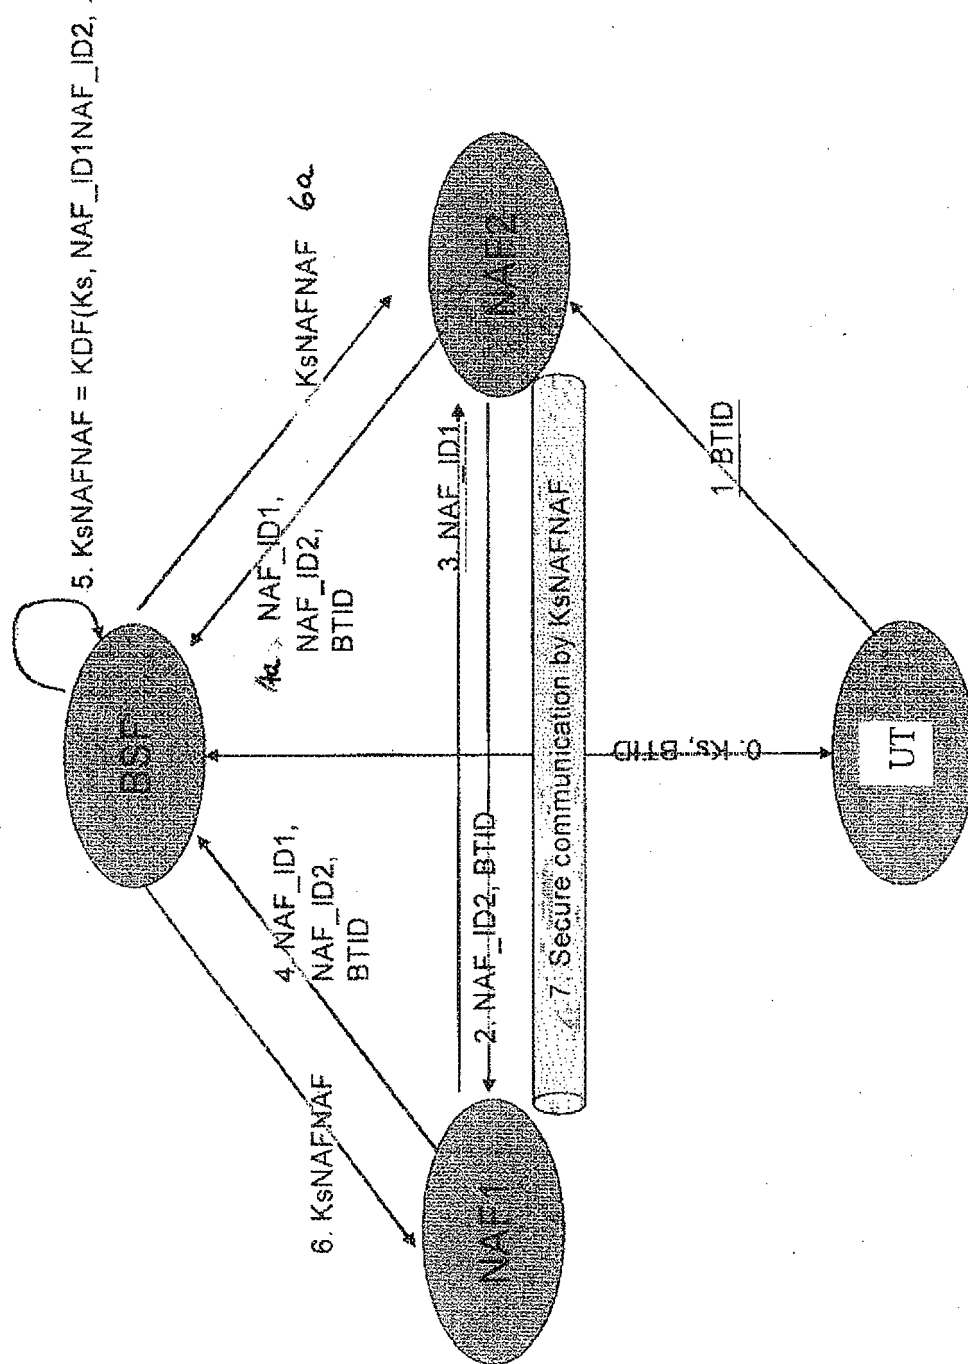 5. KsNAFNAF = KDF(Ks, NAF_ID1NAF_ID2,
BSF
KsNAFNAF 6a
4a NAF_ID1,
NAF_ID2,
BTID
4. NAF_ID1,
NAF_ID2,
BTID
6. KsNAFNAF
NAF1
NAF2
3. NAF_ID1
2. NAF_ID2, BTID
7. Secure communication by KsNAFNAF
0. Ks, BTID
1. BTID
UT